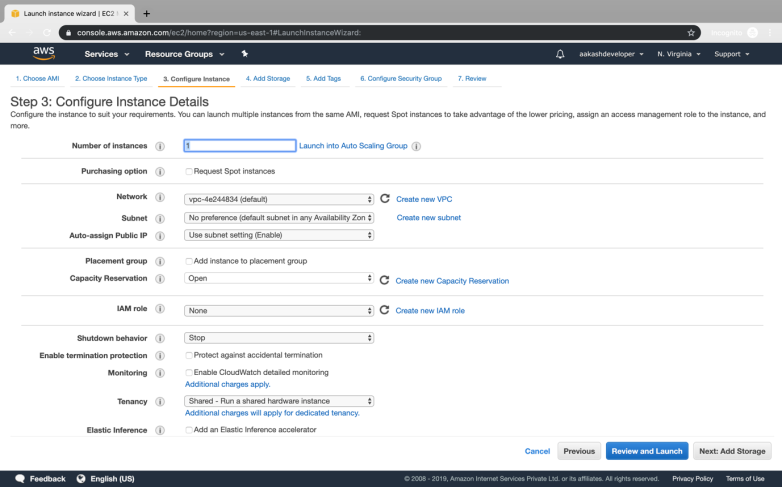 Launch instance wizard | EC2
console.aws.amazon.com/ec2/home?region=us-east-1#LaunchInstanceWizard:
Incognito
aws Services Resource Groups aakashdeveloper N. Virginia Support
1. Choose AMI 2. Choose Instance Type 3. Configure Instance 4. Add Storage 5. Add Tags 6. Configure Security Group 7. Review
Step 3: Configure Instance Details
Configure the instance to suit your requirements. You can launch multiple instances from the same AMI, request Spot instances to take advantage of the lower pricing, assign an access management role to the instance, and
more.
Number of instances 1 Launch into Auto Scaling Group
Purchasing option Request Spot instances
Network vpc-4e244834 (default) Create new VPC
Subnet No preference (default subnet in any Availability Zon Create new subnet
Auto-assign Public IP Use subnet setting (Enable)
Placement group Add instance to placement group
Capacity Reservation Open Create new Capacity Reservation
IAM role None Create new IAM role
Shutdown behavior Stop
Enable termination protection Protect against accidental termination
Monitoring Enable CloudWatch detailed monitoring
Additional charges apply.
Tenancy Shared - Run a shared hardware instance
Additional charges will apply for dedicated tenancy.
Elastic Inference Add an Elastic Inference accelerator
Cancel Previous Review and Launch Next: Add Storage
Feedback English (US) © 2008 - 2019, Amazon Internet Services Private Ltd. or its affiliates. All rights reserved. Privacy Policy Terms of Use